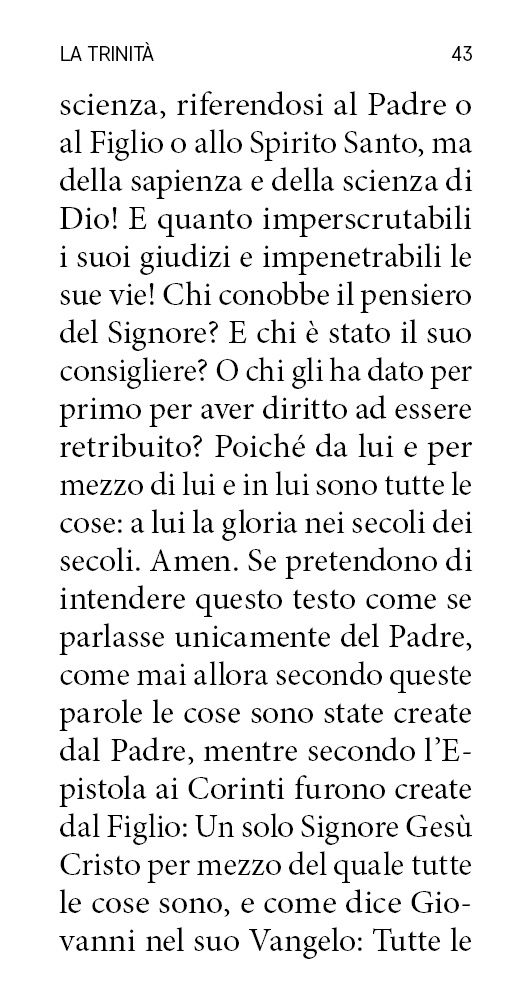 LA TRINITÀ 43
scienza, riferendosi al Padre o
al Figlio o allo Spirito Santo, ma
della sapienza e della scienza di
Dio! E quanto imperscrutabili
i suoi giudizi e impenetrabili le
sue vie! Chi conobbe il pensiero
del Signore? E chi è stato il suo
consigliere? O chi gli ha dato per
primo per aver diritto ad essere
retribuito? Poiché da lui e per
mezzo di lui e in lui sono tutte le
cose: a lui la gloria nei secoli dei
secoli. Amen. Se pretendono di
intendere questo testo come se
parlasse unicamente del Padre,
come mai allora secondo queste
parole le cose sono state create
dal Padre, mentre secondo l’E-
pistola ai Corinti furono create
dal Figlio: Un solo Signore Gesù
Cristo per mezzo del quale tutte
le cose sono, e come dice Gio-
vanni nel suo Vangelo: Tutte le